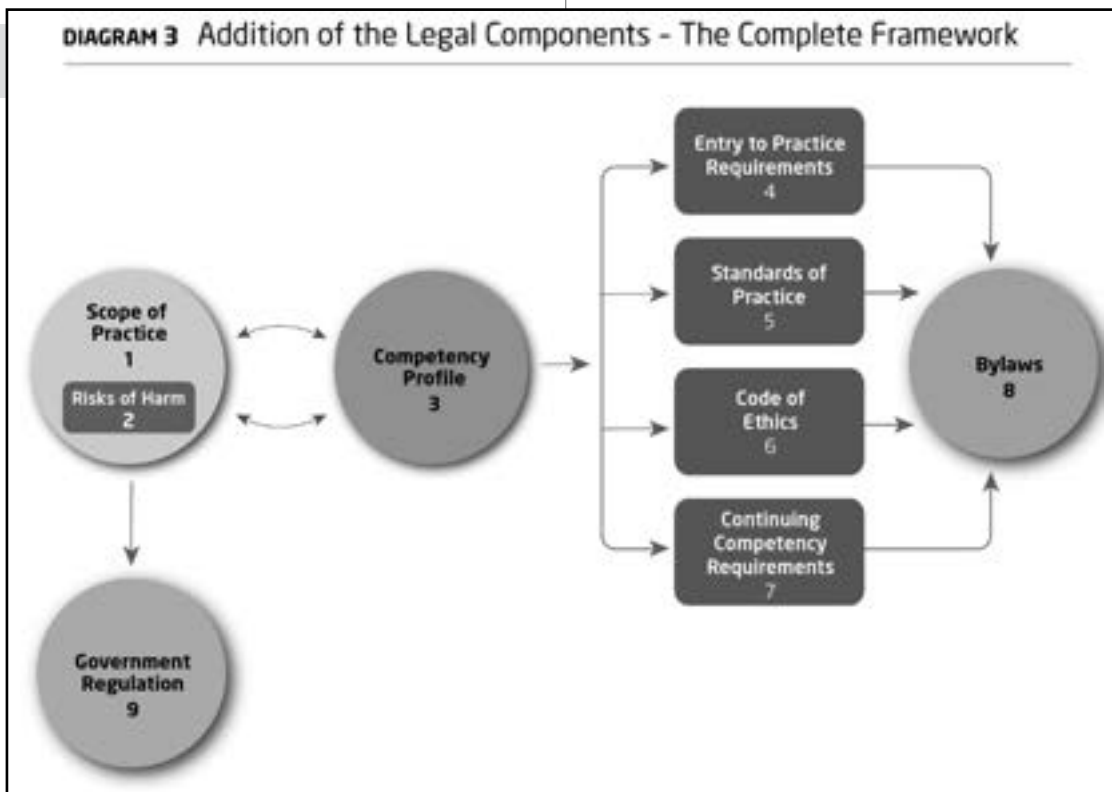 DIAGRAM 3 Addition of the Legal Components - The Complete Framework
Scope of
Practice
1
Risks of Harm
2
Competency
Profile
3
Entry to Practice
Requirements
4
Standards of
Practice
5
Code of
Ethics
6
Continuing
Competency
Requirements
7
Bylaws
8
Government
Regulation
9